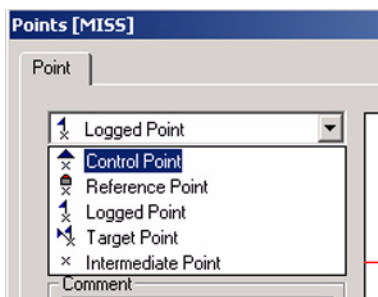 Points [MISS]
Point
Logged Point
Control Point
Reference Point
Logged Point
Target Point
Intermediate Point
Comment